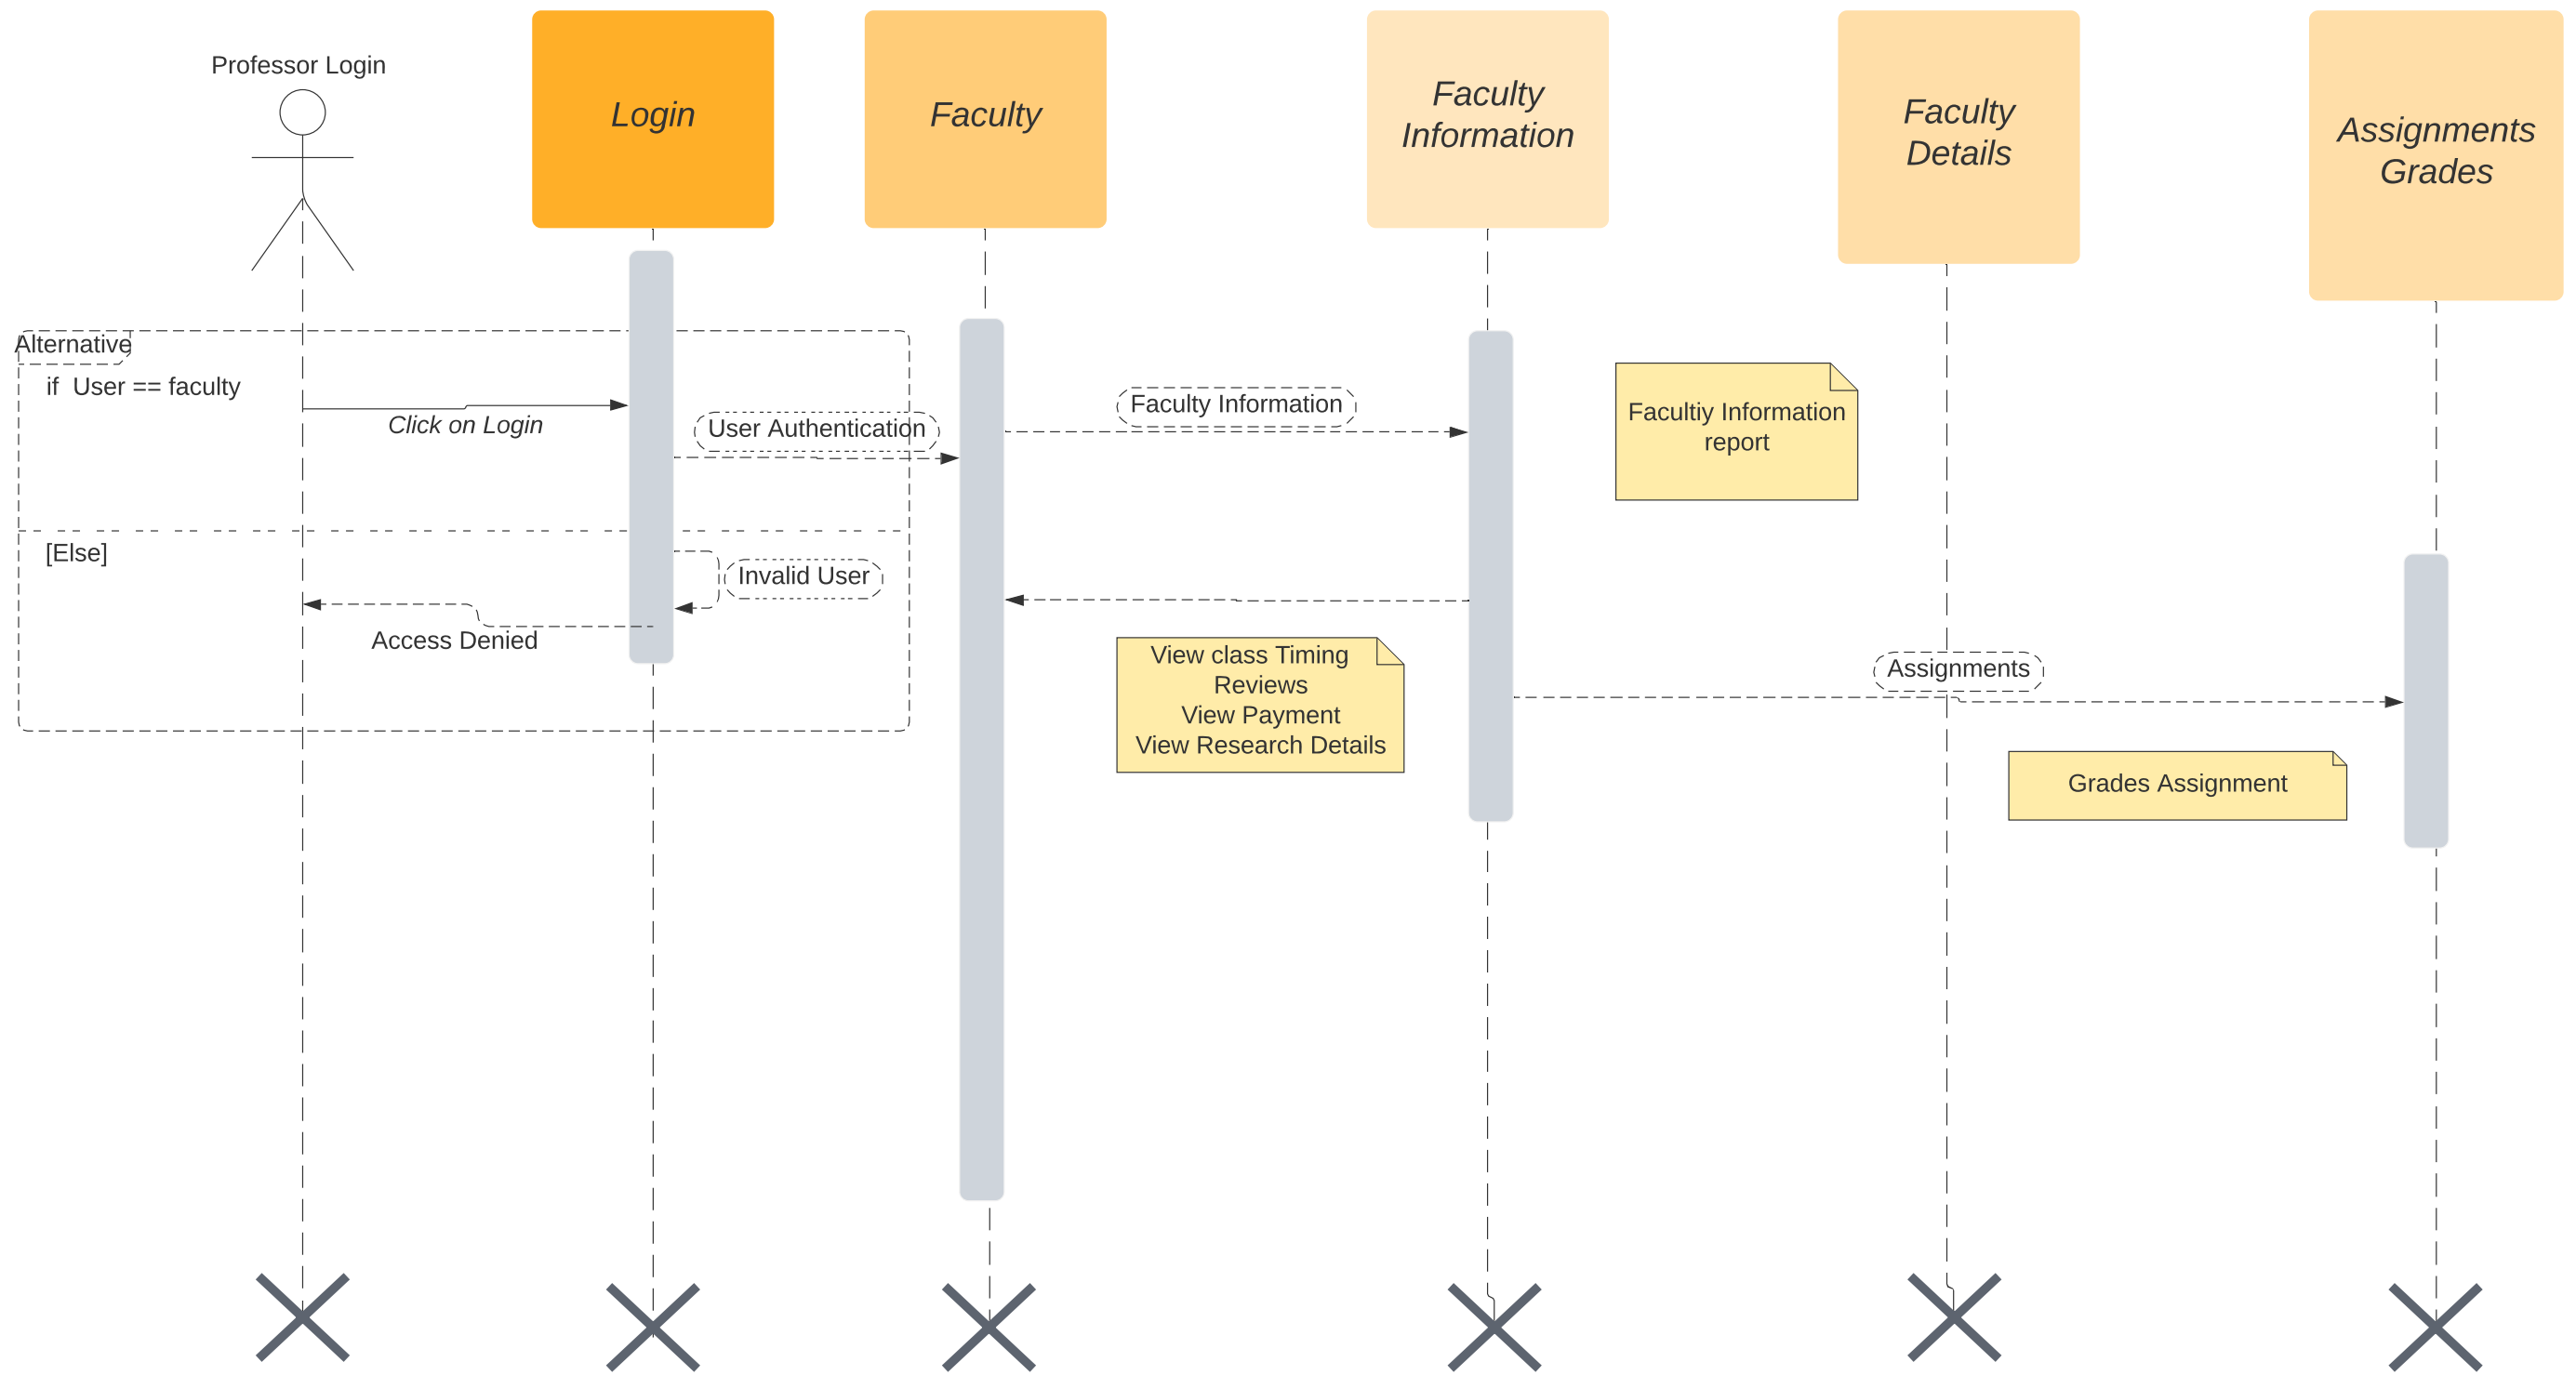 Professor Login
Login
Faculty
Faculty
Information
Faculty
Details
Assignments
Grades
Alternative
if  User == faculty
Click on Login
User Authentication
Faculty Information
Facultiy Information
report
[Else]
Invalid User
Access Denied
View class Timing
Reviews
View Payment
View Research Details
Assignments
Grades Assignment